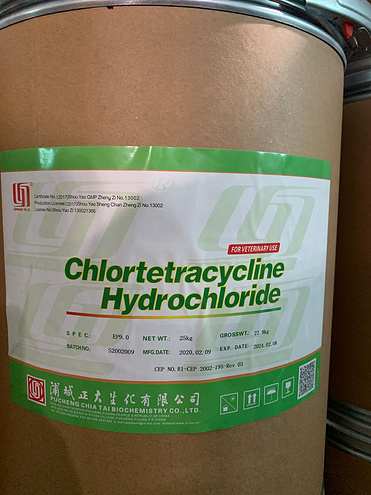 Certificate No. (2017)Shou Yao GMP Zheng Zi No.13002
Production License:(2017)Shou Yao Sheng Chan Zheng Zi No.13002
License No:Shou Yao Zi 130021366
FOR VETERINARY USE
Chlortetracycline
Hydrochloride
SPEC: EP9.0 NET WT.: 25kg GROSSWT.: 27.9kg
BATCH NO.: S2002009 MFG.DATE: 2020.02.09 EXP. DATE: 2024.02.09
CEP NO.R1-CEP 2002-195-Rev 03
浦城正大生化有限公司
PUCHENG CHIA TAI BIOCHEMISTRY CO.,LTD.